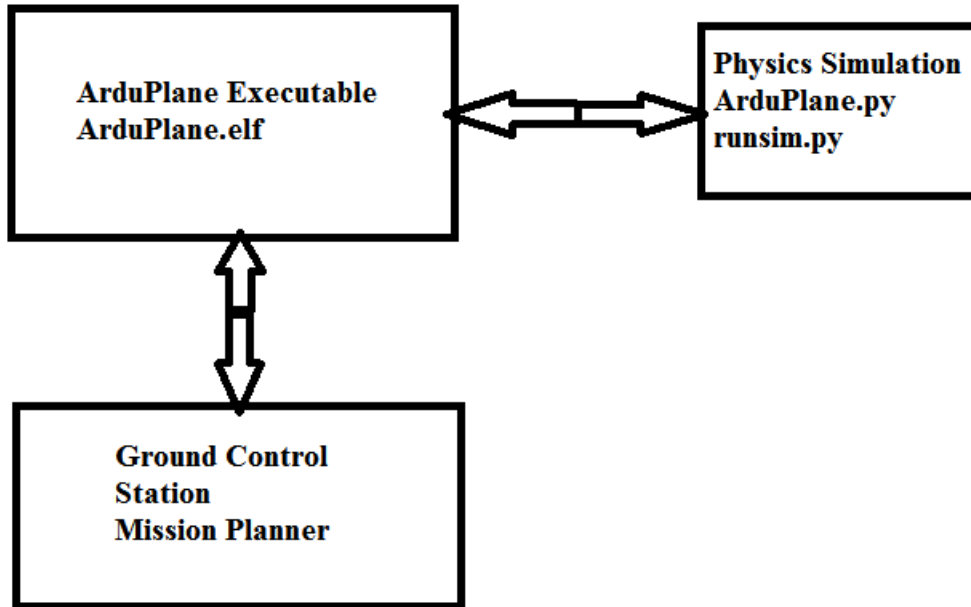 ArduPlane Executable
ArduPlane.elf
Physics Simulation
ArduPlane.py
runsim.py
Ground Control
Station
Mission Planner